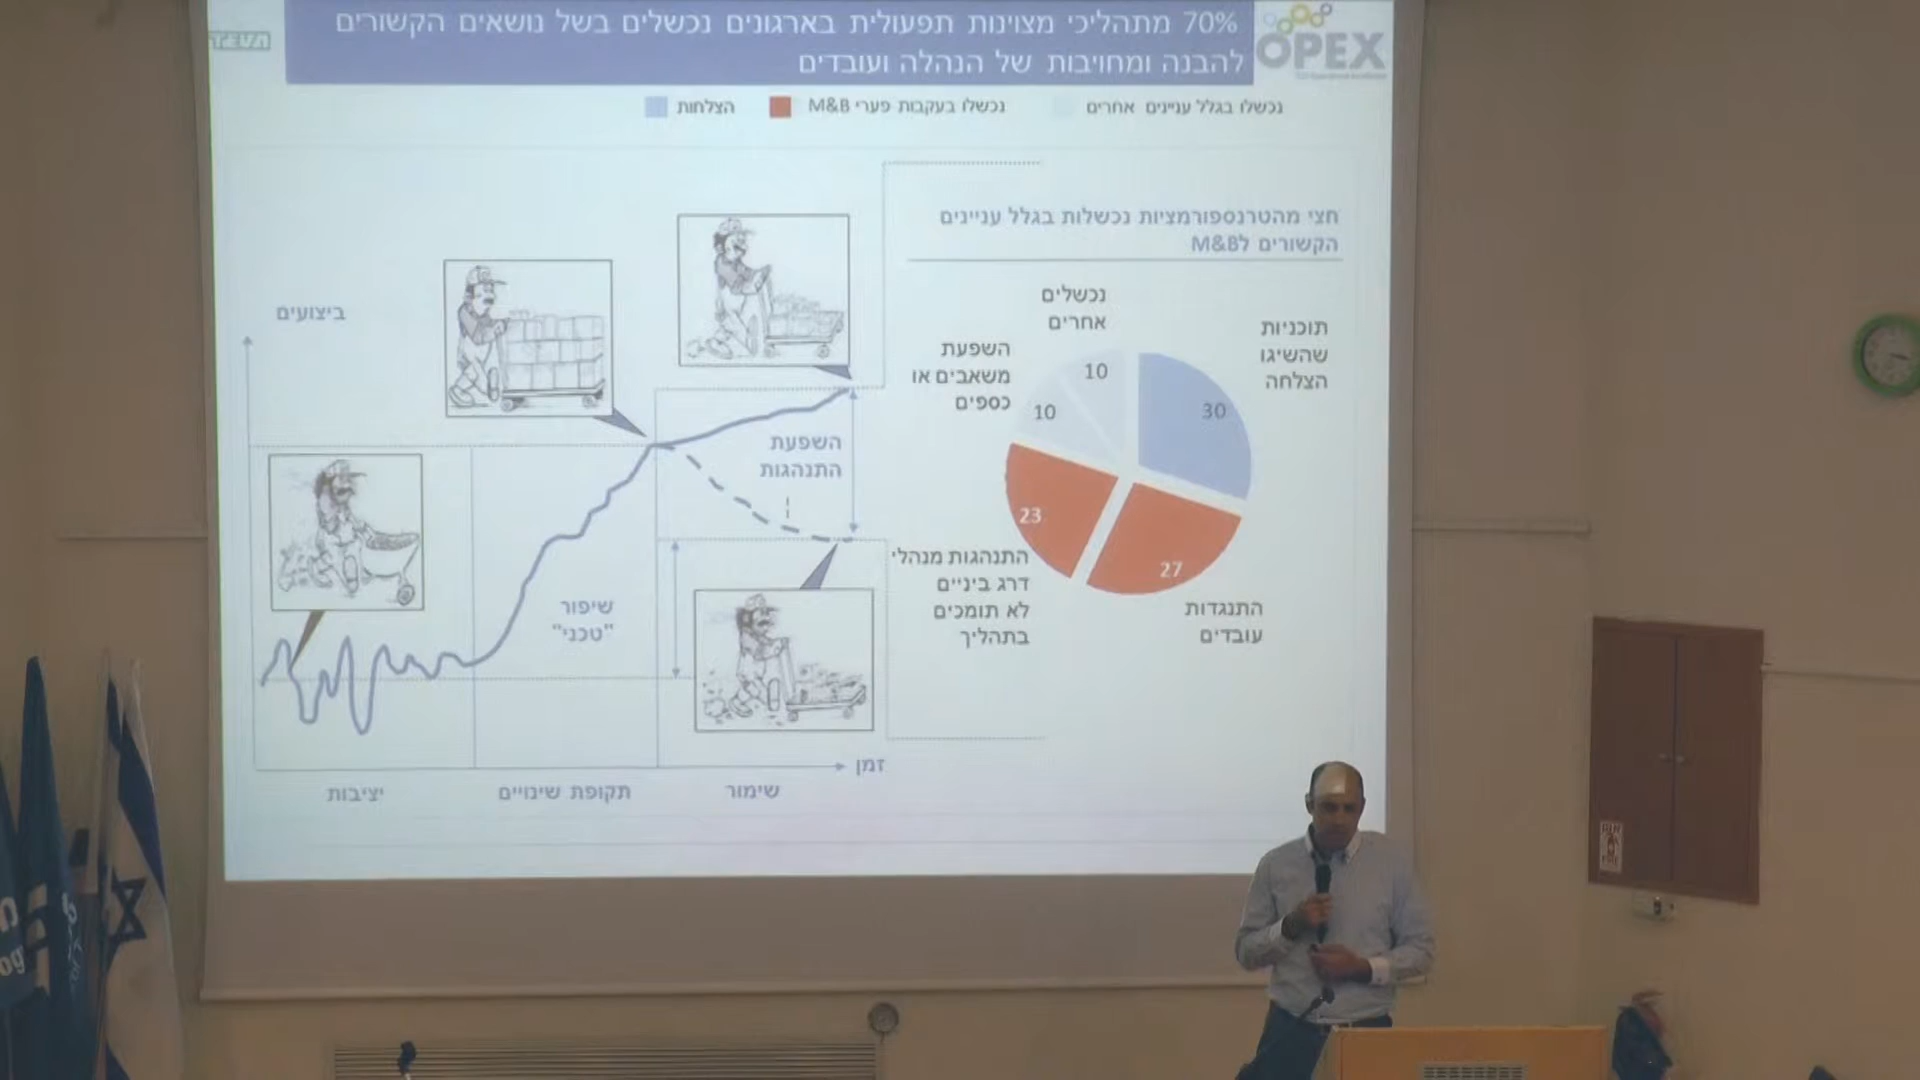 70% מתהליכי מצוינות תפעולית בארגונים נכשלים בשל נושאים הקשורים
להבנה ומחויבות של הנהלה ועובדים
OPEX
נכשלו בגלל עניינים אחרים
נכשלו בעקבות פערי M&B
הצלחות
חצי מהטרנספורמציות נכשלות בגלל עניינים
הקשורים לM&B
נכשלים
אחרים
תוכניות
שהשיגו
הצלחה
השפעת
משאבים או
כספים
10
10
30
23
27
התנהגות מנהלי
דרג ביניים
לא תומכים
בתהליך
התנגדות
עובדים
ביצועים
השפעת
התנהגות
שיפור
"טכני"
זמן
יציבות
תקופת שינויים
שימור